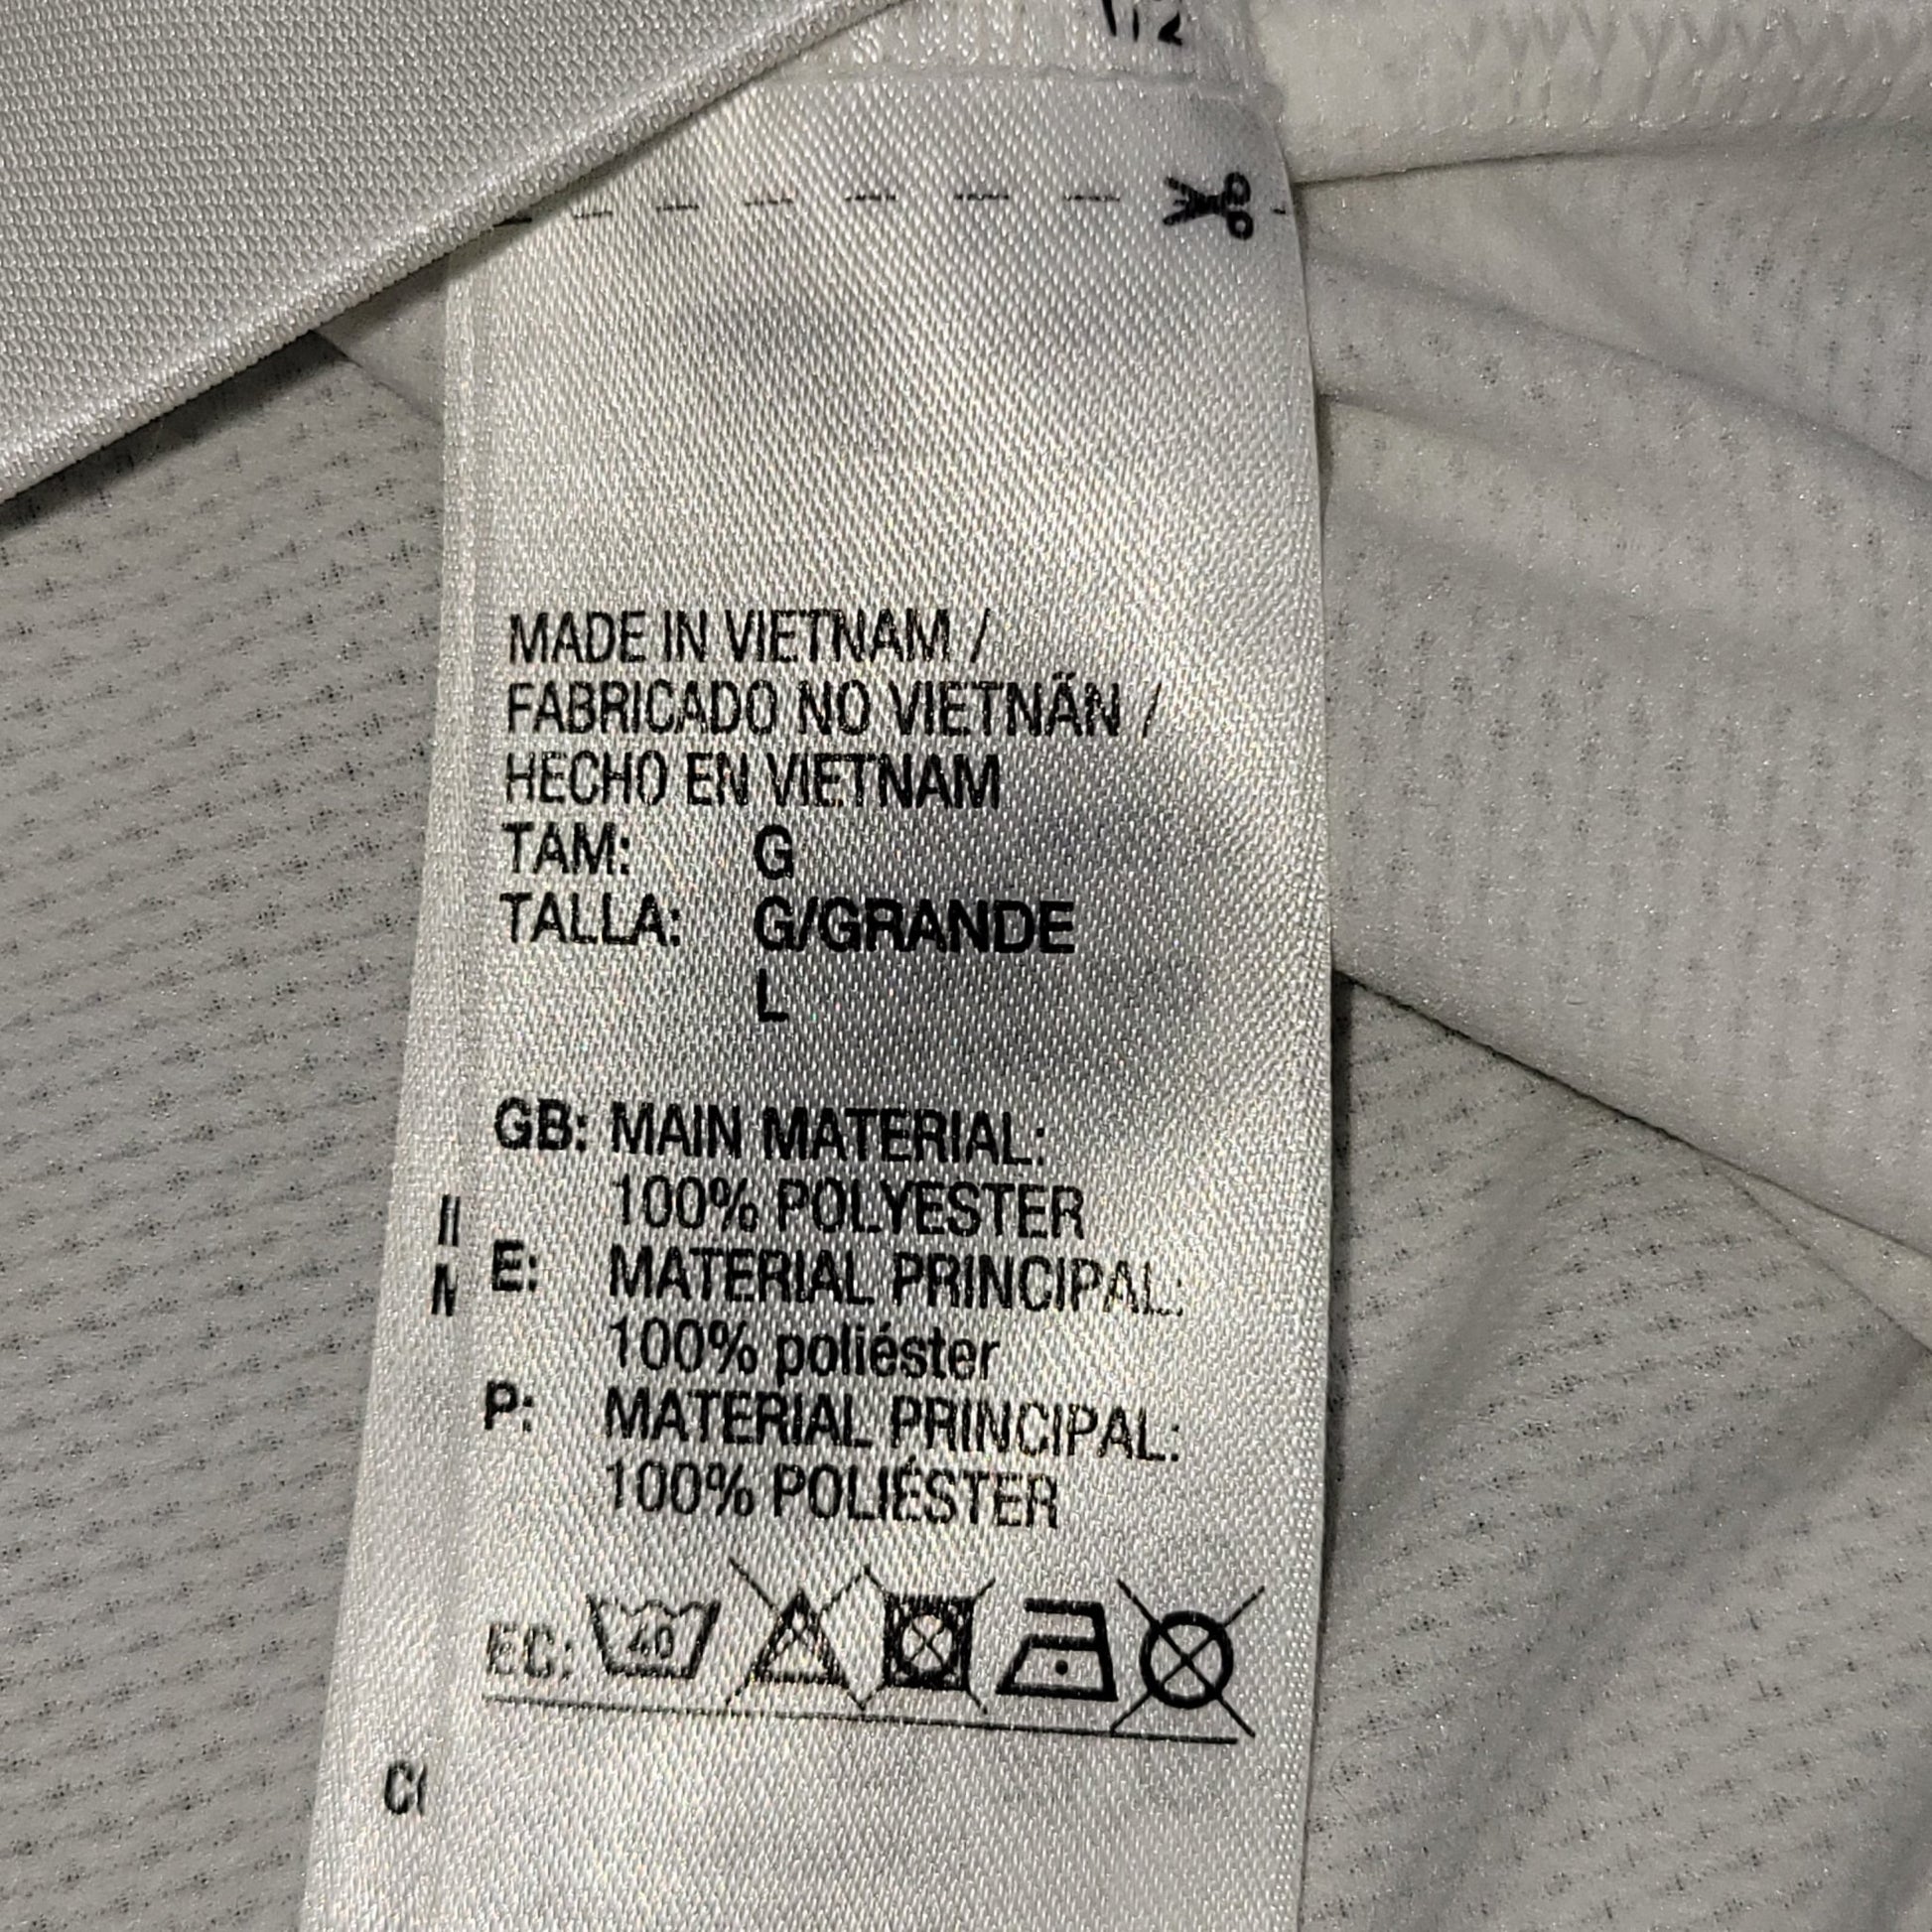 MADE IN VIETNAM /
FABRICADO NO VIETNÃN /
HECHO EN VIETNAM
TAM: G
TALLA: G/GRANDE
L
GB: MAIN MATERIAL:
100% POLYESTER
E: MATERIAL PRINCIPAL:
100% poliéster
P: MATERIAL PRINCIPAL:
100% POLIÉSTER
EC: 40